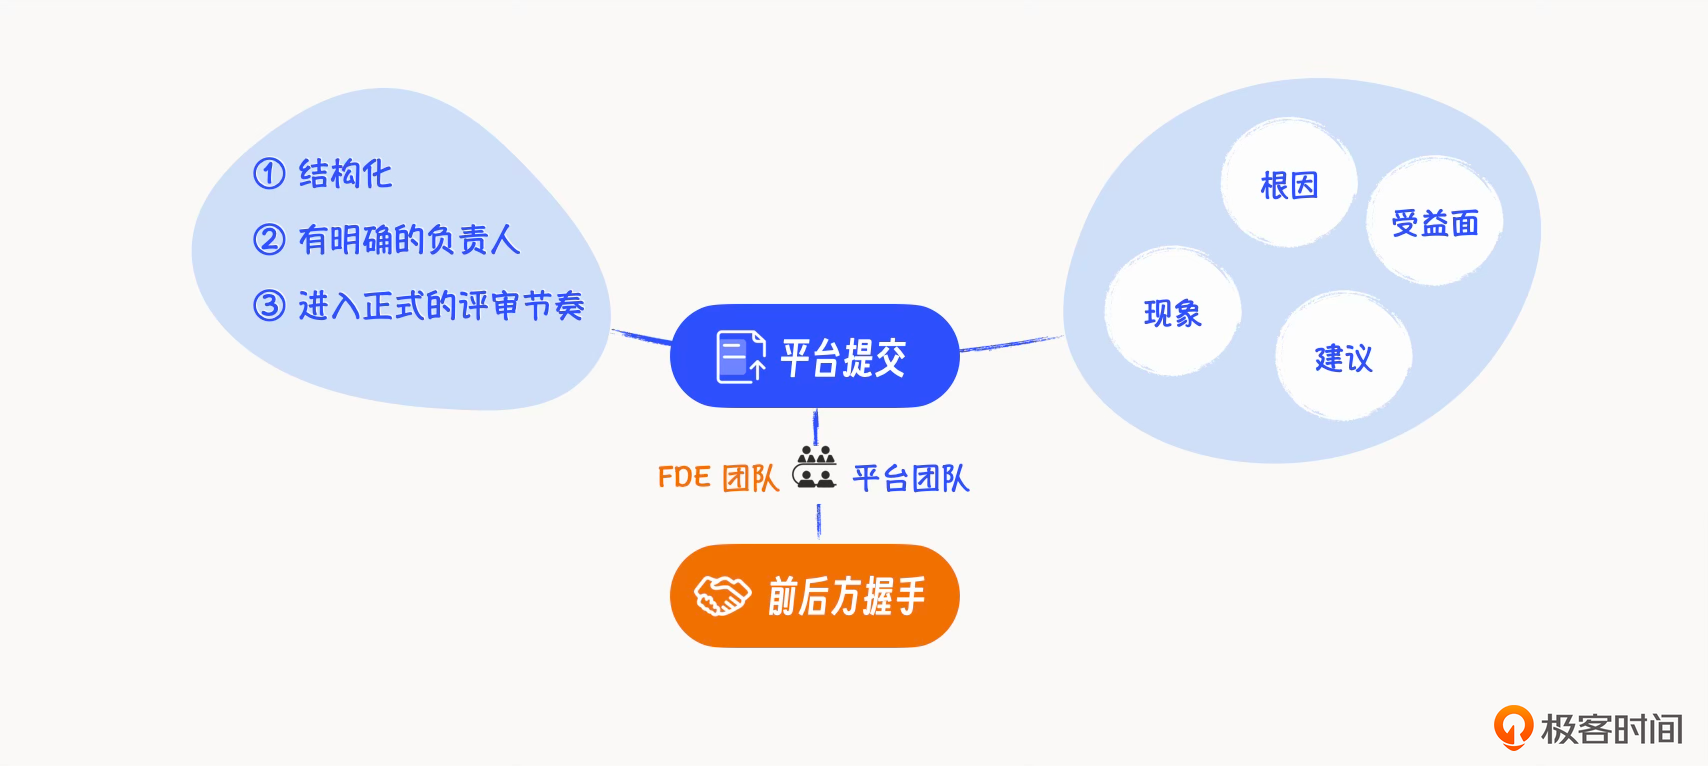 ① 结构化
② 有明确的负责人
③ 进入正式的评审节奏
平台提交
根因
受益面
现象
建议
FDE 团队
平台团队
前后方握手
极客时间